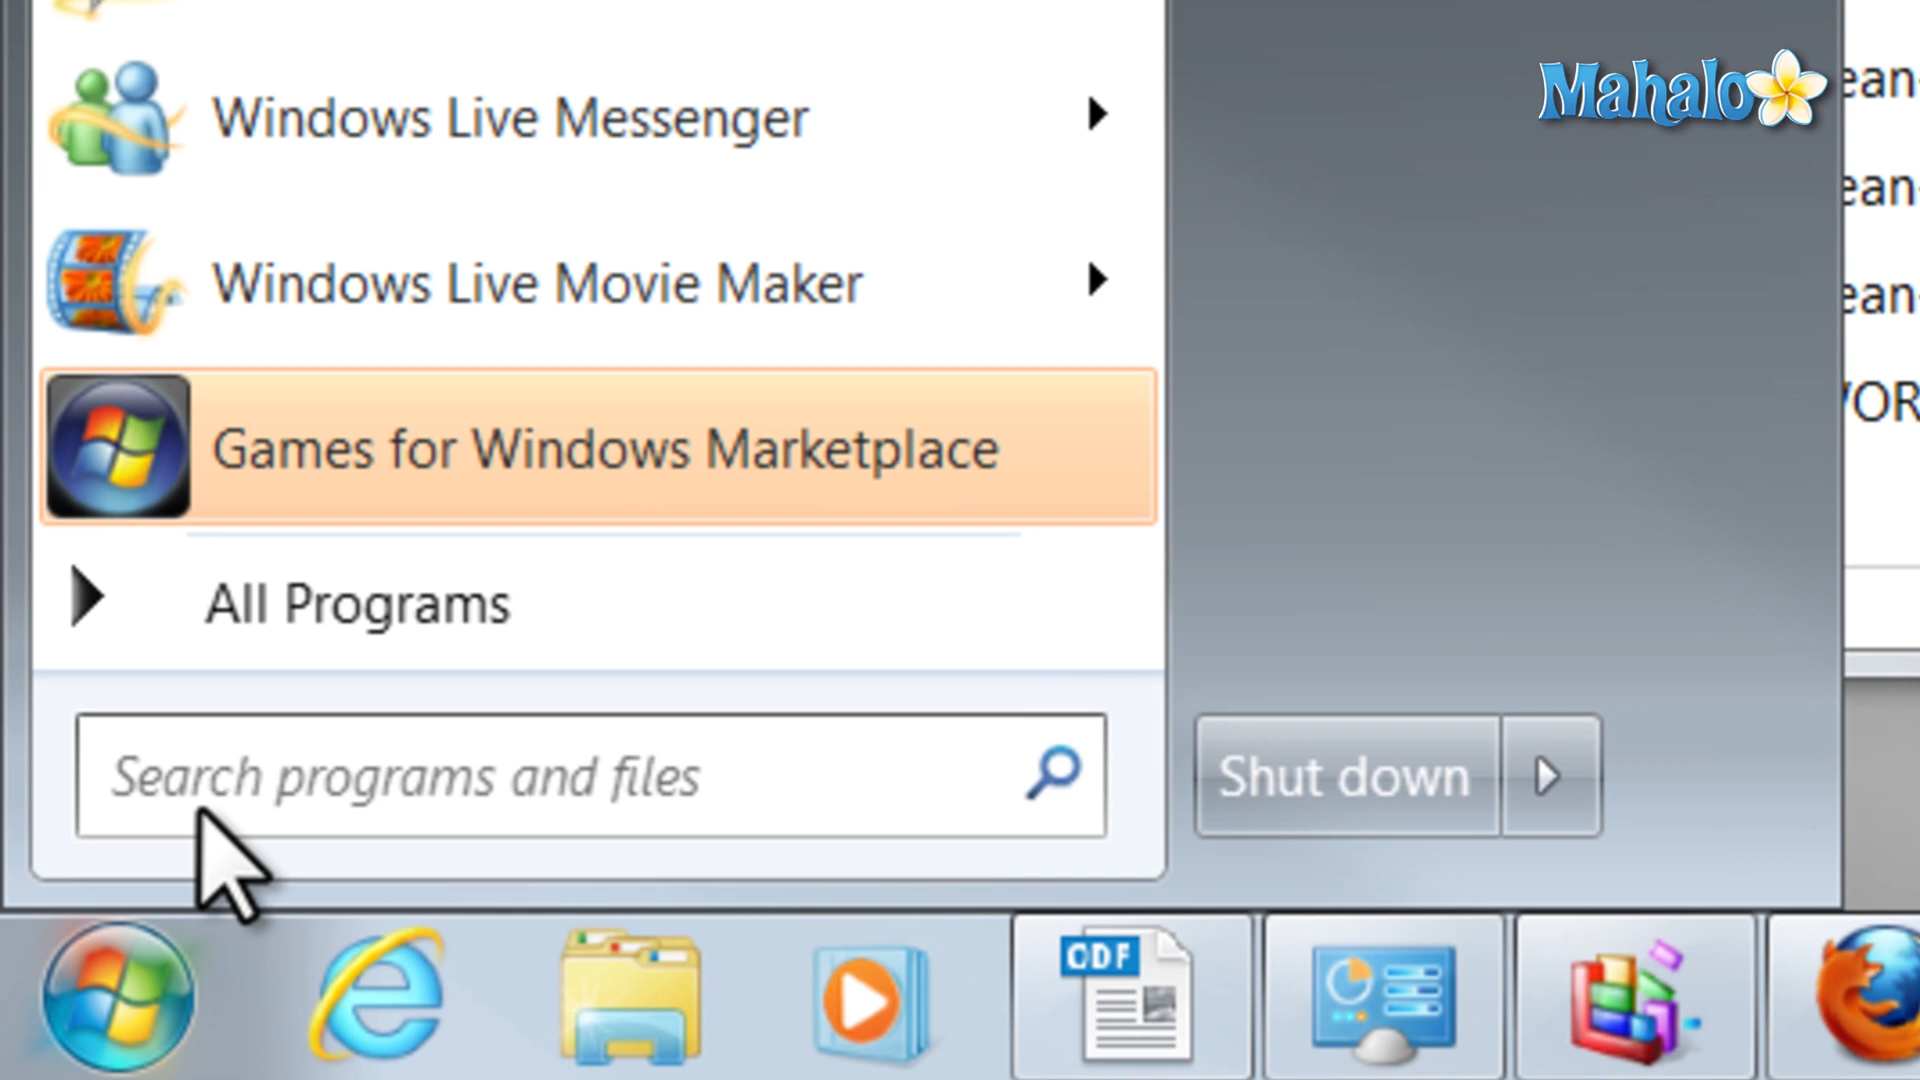 Windows Live Messenger
Mahalo
Windows Live Movie Maker
Games for Windows Marketplace
All Programs
Search programs and files
Shut down